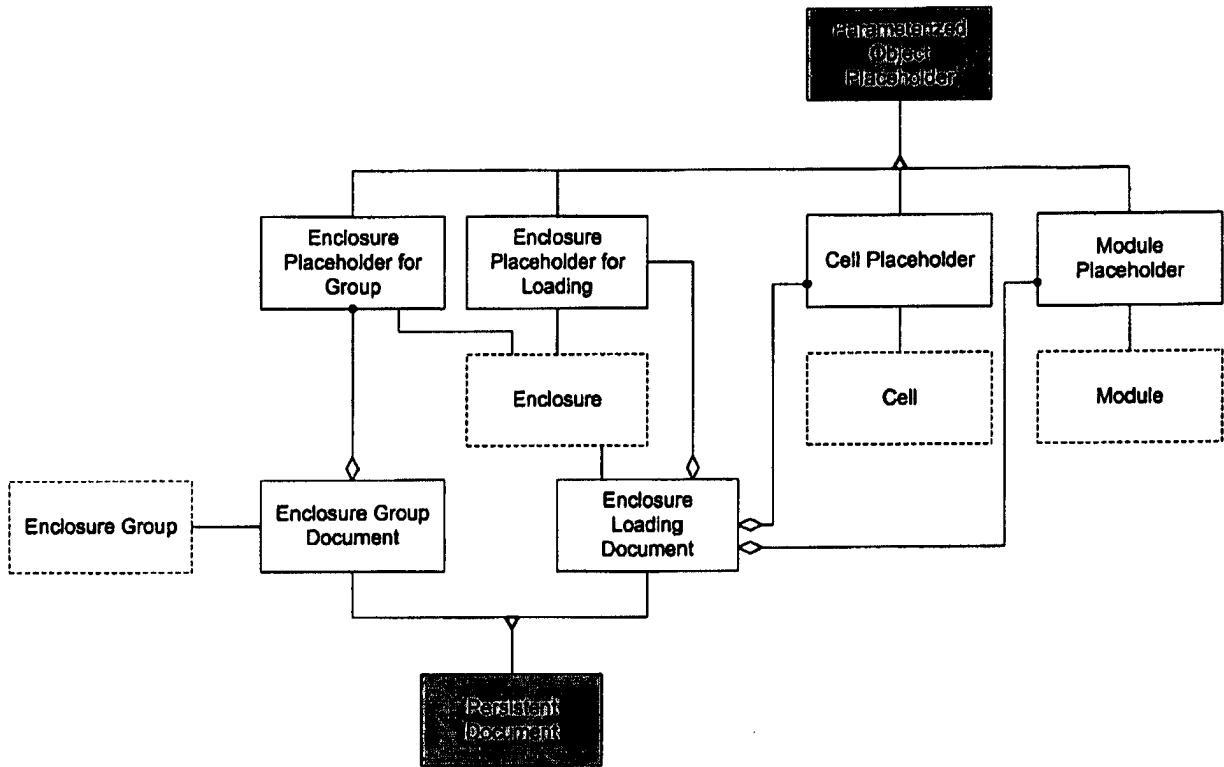 Parameterized
Object
Placeholder
Enclosure
Placeholder for
Group
Enclosure
Placeholder for
Loading
Cell Placeholder
Module
Placeholder
Enclosure
Cell
Module
Enclosure Group
Enclosure Group
Document
Enclosure
Loading
Document
Persistent
Document